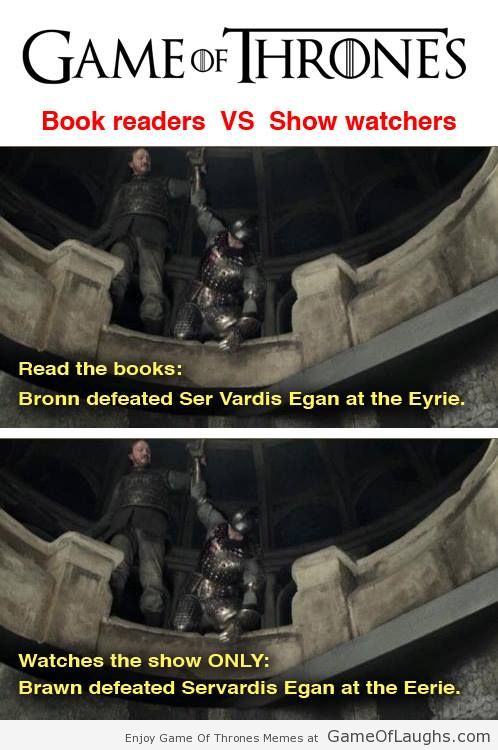 GAME OF THRONES
Book readers VS Show watchers
Read the books:
Bronn defeated Ser Vardis Egan at the Eyrie.
Watches the show ONLY:
Brawn defeated Servardis Egan at the Eerie.
Enjoy Game Of Thrones Memes at GameOfLaughs.com